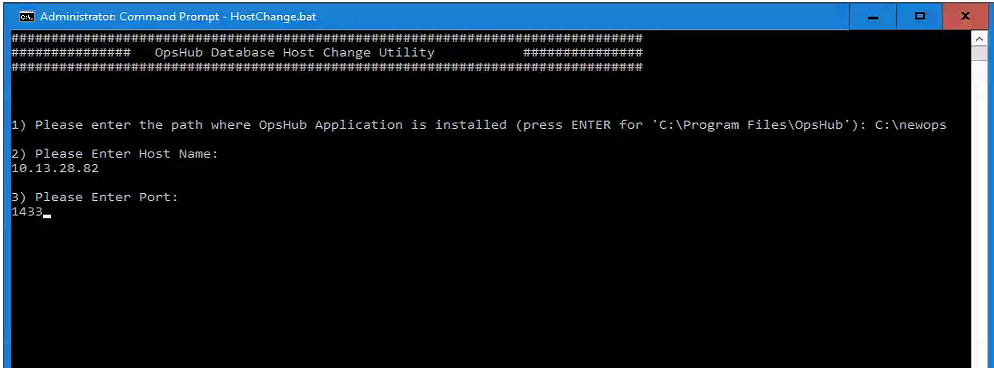 Administrator: Command Prompt - HostChange.bat
################################################################################
############### OpsHub Database Host Change Utility ###############
################################################################################
1) Please enter the path where OpsHub Application is installed (press ENTER for 'C:\Program Files\OpsHub'): C:\newops
2) Please Enter Host Name:
10.13.28.82
3) Please Enter Port:
1433